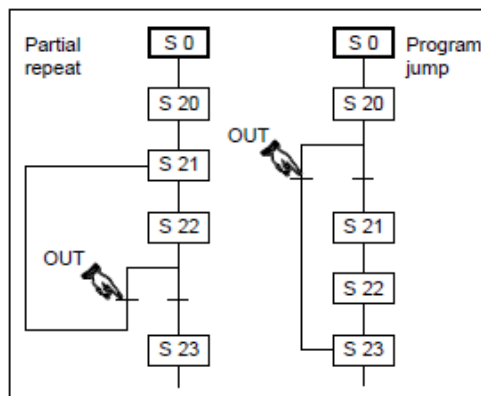 Partial
repeat
S 0
S 20
S 21
S 22
OUT
S 23
S 0
Program
jump
S 20
OUT
S 21
S 22
S 23